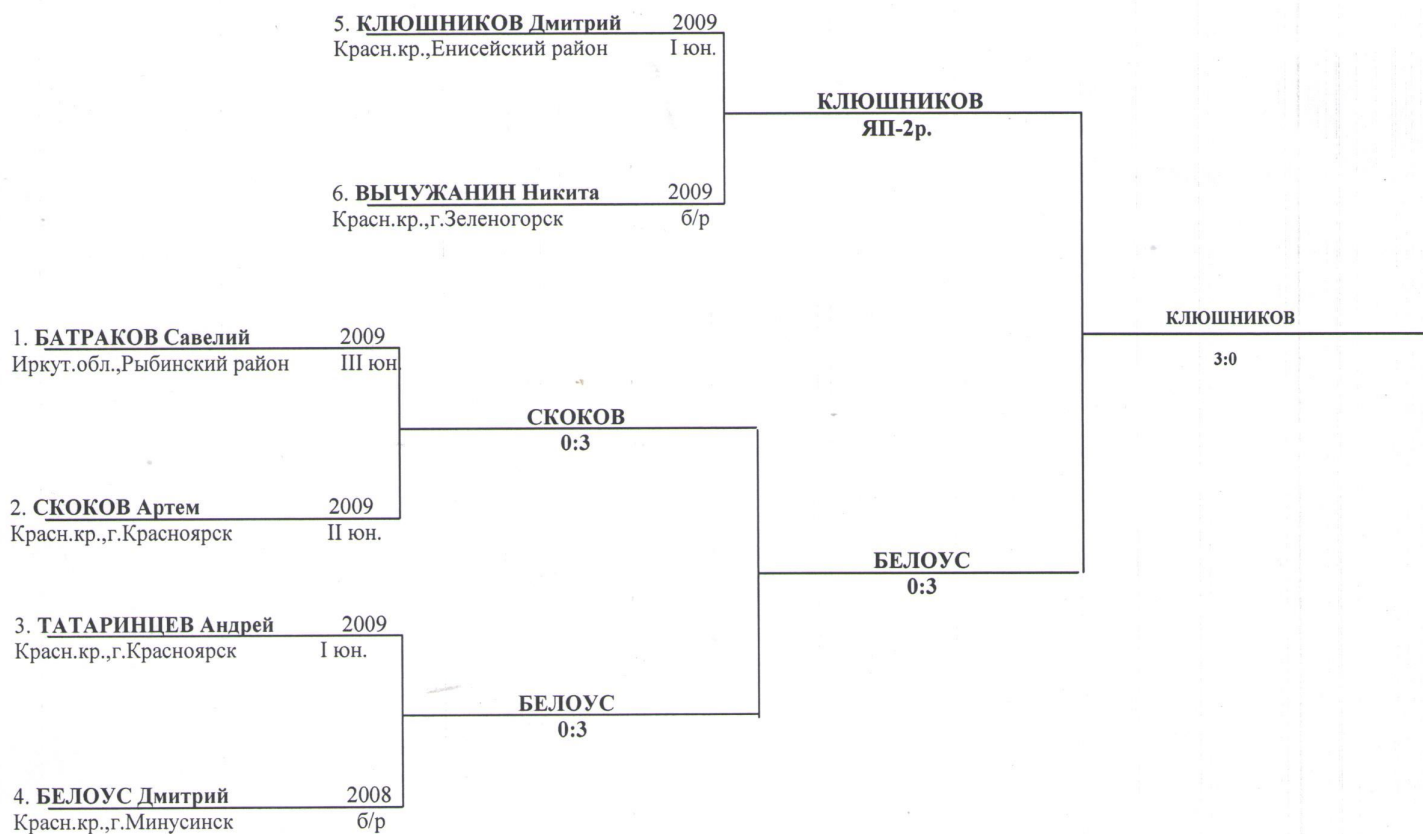 5. КЛЮШНИКОВ Дмитрий 2009
Красн.кр.,Енисейский район I юн.
КЛЮШНИКОВ
ЯП-2р.
6. ВЫЧУЖАНИН Никита 2009
Красн.кр.,г.Зеленогорск б/р
КЛЮШНИКОВ
3:0
1. БАТРАКОВ Савелий 2009
Иркут.обл.,Рыбинский район III юн.
СКОКОВ
0:3
2. СКОКОВ Артем 2009
Красн.кр.,г.Красноярск II юн.
БЕЛОУС
0:3
3. ТАТАРИНЦЕВ Андрей 2009
Красн.кр.,г.Красноярск I юн.
БЕЛОУС
0:3
4. БЕЛОУС Дмитрий 2008
Красн.кр.,г.Минусинск б/р